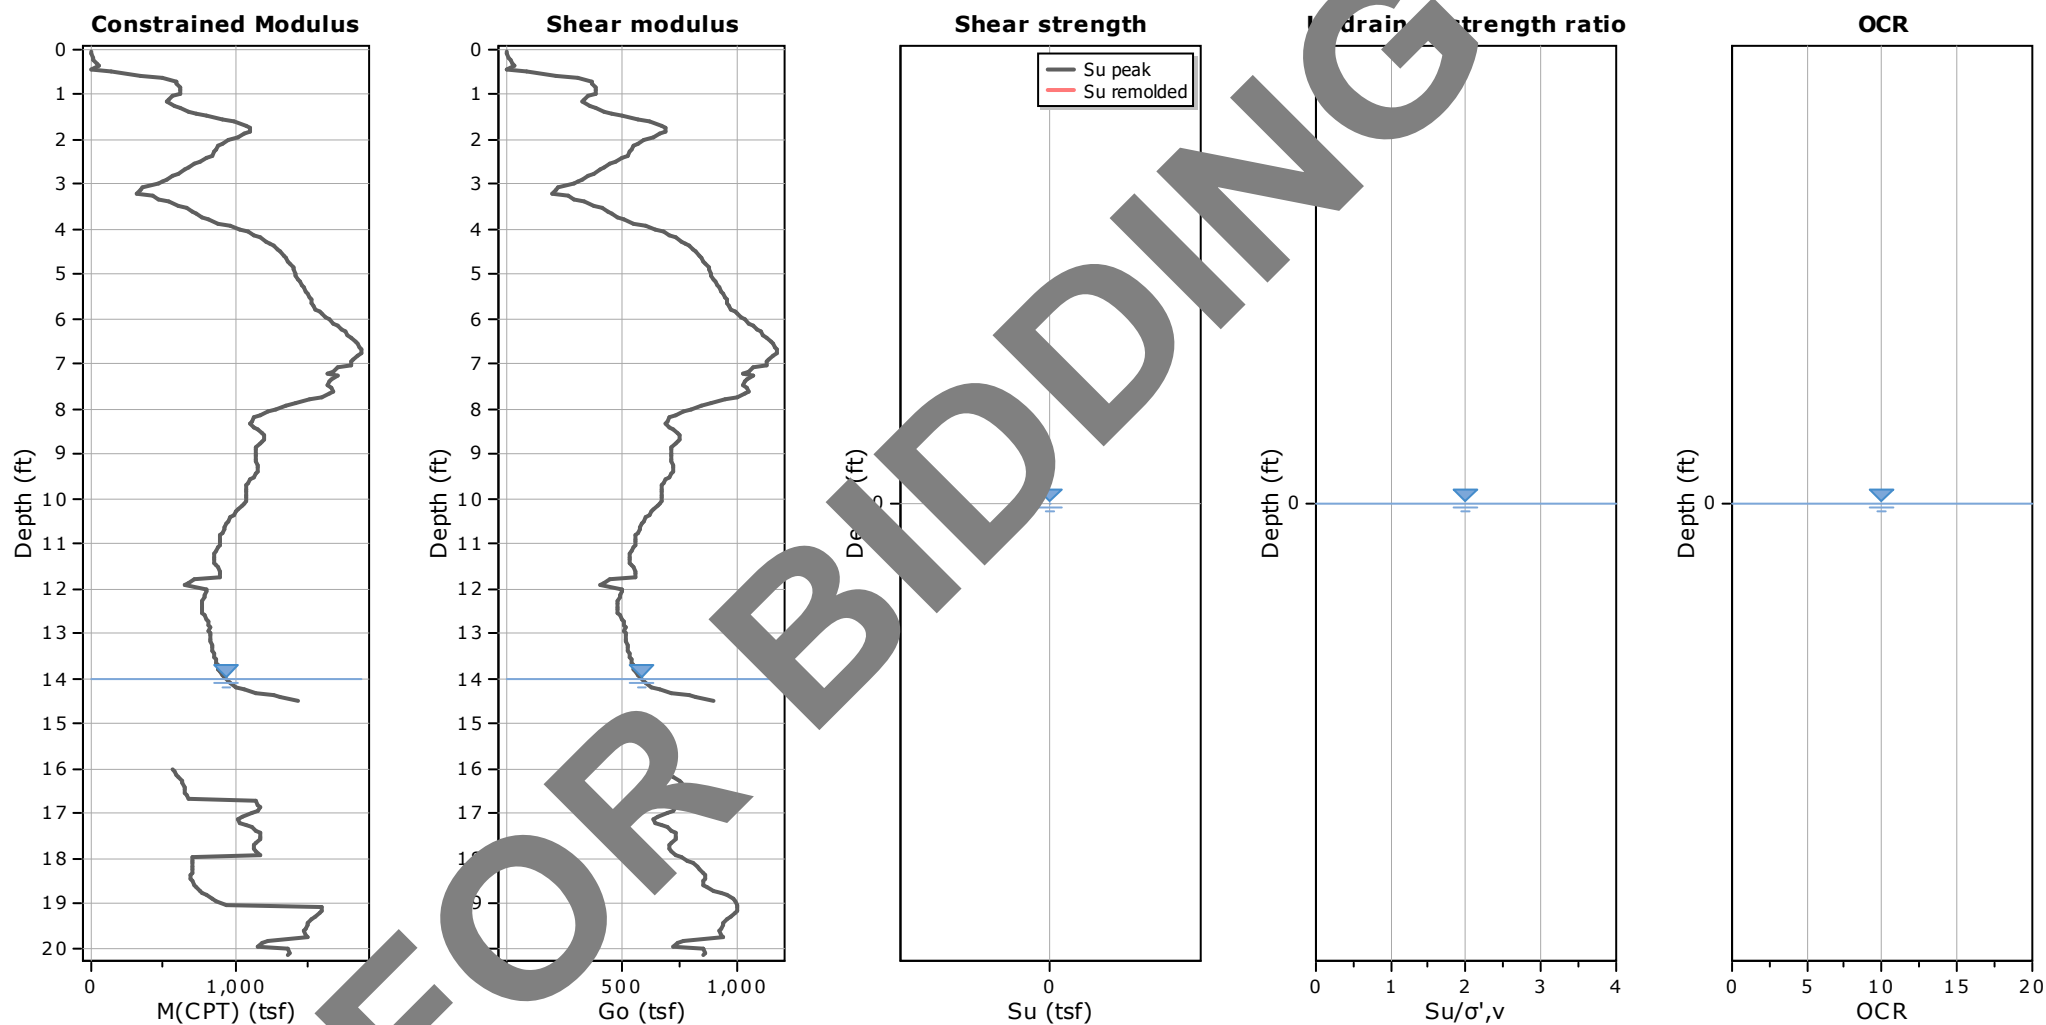 Constrained Modulus
Shear modulus
Shear strength
strength ratio
OCR
Su peak
Su remolded
Depth (ft)
0
1
2
3
4
5
6
7
8
9
10
11
12
13
14
15
16
17
18
19
20
0 1,000
M(CPT) (tsf)
Depth (ft)
0
1
2
3
4
5
6
7
8
9
10
11
12
13
14
15
16
17
20
500 1,000
Go (tsf)
(ft)
0
0
Su (tsf)
Depth (ft)
0
0 1 2 3 4
Su/σ',v
Depth (ft)
0
0 5 10 15 20
OCR
FOR BIDDING